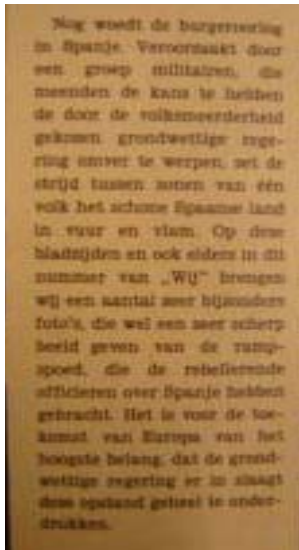 Nog woedt de burgeroorlog
in Spanje. Veroorzaakt door
een groep militairen, die
meenden de kans te hebben
de door de volksmeerderheid
gekozen grondwettige rege-
ring omver te werpen, zet de
strijd tussen zonen van één
volk het schone Spaanse land
in vuur en vlam. Op deze
bladzijden en ook elders in dit
nummer van „Wij" brengen
wij een aantal zeer bijzondere
foto's, die wel een zeer scherp
beeld geven van de ramp-
spoed, die de rebellerende
officieren over Spanje hebben
gebracht. Het is voor de toe-
komst van Europa van het
hoogste belang, dat de grond-
wettige regering er in slaagt
deze opstand geheel te onder-
drukken.